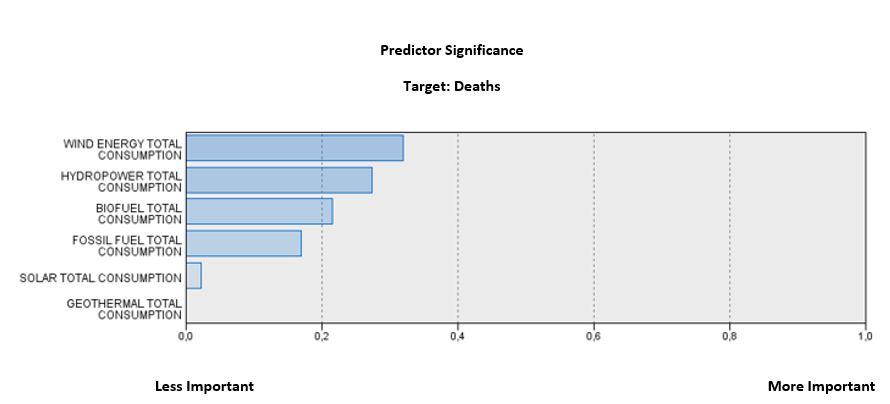 Predictor Significance
Target: Deaths
WIND ENERGY TOTAL
CONSUMPTION
HYDROPOWER TOTAL
CONSUMPTION
BIOFUEL TOTAL
CONSUMPTION
FOSSIL FUEL TOTAL
CONSUMPTION
SOLAR TOTAL CONSUMPTION
GEOTHERMAL TOTAL
CONSUMPTION
0,0 0,2 0,4 0,6 0,8 1,0
Less Important More Important